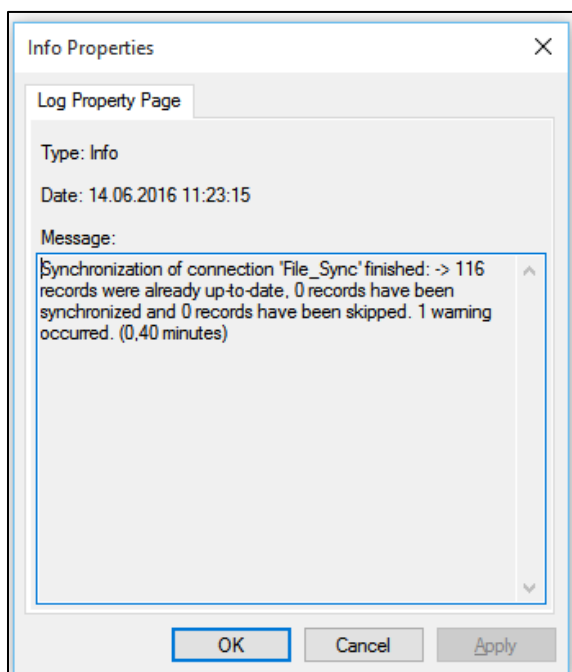 Info Properties
Log Property Page
Type: Info
Date: 14.06.2016 11:23:15
Message:
Synchronization of connection 'File_Sync' finished: -> 116
records were already up-to-date, 0 records have been
synchronized and 0 records have been skipped. 1 warning
occurred. (0,40 minutes)
OK Cancel Apply